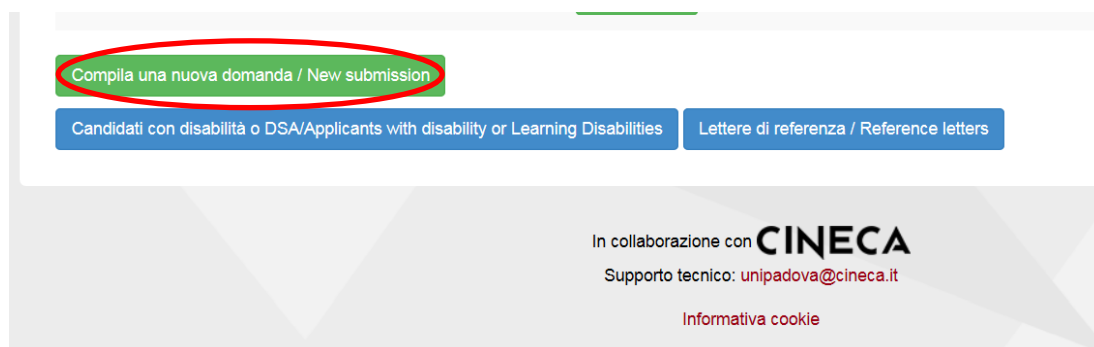 Compila una nuova domanda / New submission
Candidati con disabilità o DSA/Applicants with disability or Learning Disabilities
Lettere di referenza / Reference letters
In collaborazione con CINECA
Supporto tecnico: unipadova@cineca.it
Informativa cookie